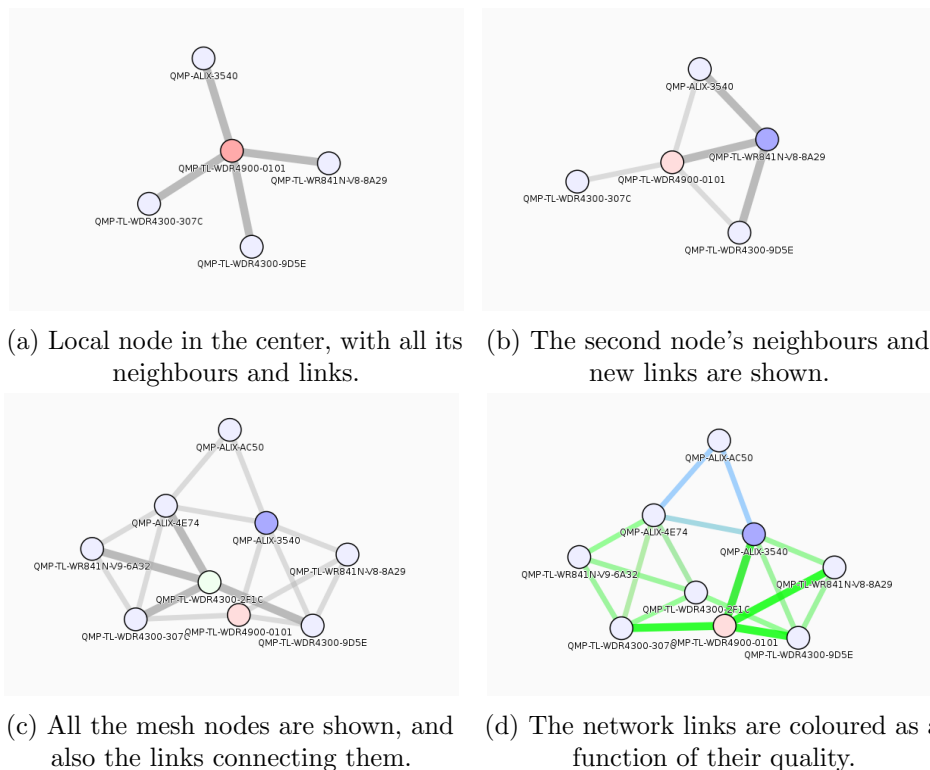 QMP-ALIX-3540
QMP-TL-WDR4900-0101
QMP-TL-WR841N-V8-8A29
QMP-TL-WDR4300-307C
QMP-TL-WDR4300-9D5E
QMP-ALIX-3540
QMP-TL-WR841N-V8-8A29
QMP-TL-WDR4900-0101
QMP-TL-WDR4300-307C
QMP-TL-WDR4300-9D5E
(a) Local node in the center, with all its
neighbours and links.
(b) The second node's neighbours and
new links are shown.
QMP-ALIX-AC50
QMP-ALIX-4E74
QMP-ALIX-3540
QMP-TL-WR841N-V9-6A32
QMP-TL-WR841N-V8-8A29
QMP-TL-WDR4300-2F1C
QMP-TL-WDR4300-307C
QMP-TL-WDR4900-0101
QMP-TL-WDR4300-9D5E
QMP-ALIX-AC50
QMP-ALIX-4E74
QMP-ALIX-3540
QMP-TL-WR841N-V9-6A32
QMP-TL-WR841N-V8-8A29
QMP-TL-WDR4300-2F1C
QMP-TL-WDR4300-307C
QMP-TL-WDR4900-0101
QMP-TL-WDR4300-9D5E
(c) All the mesh nodes are shown, and
also the links connecting them.
(d) The network links are coloured as a
function of their quality.